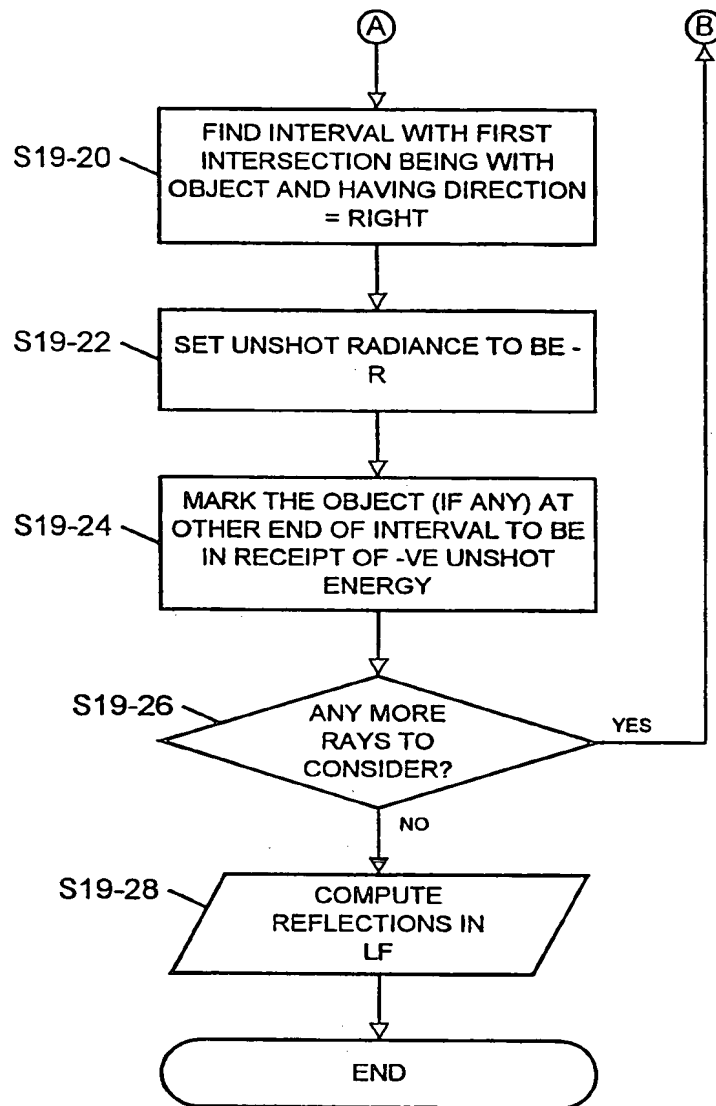 A
B
S19-20
FIND INTERVAL WITH FIRST
INTERSECTION BEING WITH
OBJECT AND HAVING DIRECTION
= RIGHT
S19-22
SET UNSHOT RADIANCE TO BE -
R
S19-24
MARK THE OBJECT (IF ANY) AT
OTHER END OF INTERVAL TO BE
IN RECEIPT OF -VE UNSHOT
ENERGY
S19-26
ANY MORE
RAYS TO
CONSIDER?
YES
NO
S19-28
COMPUTE
REFLECTIONS IN
LF
END